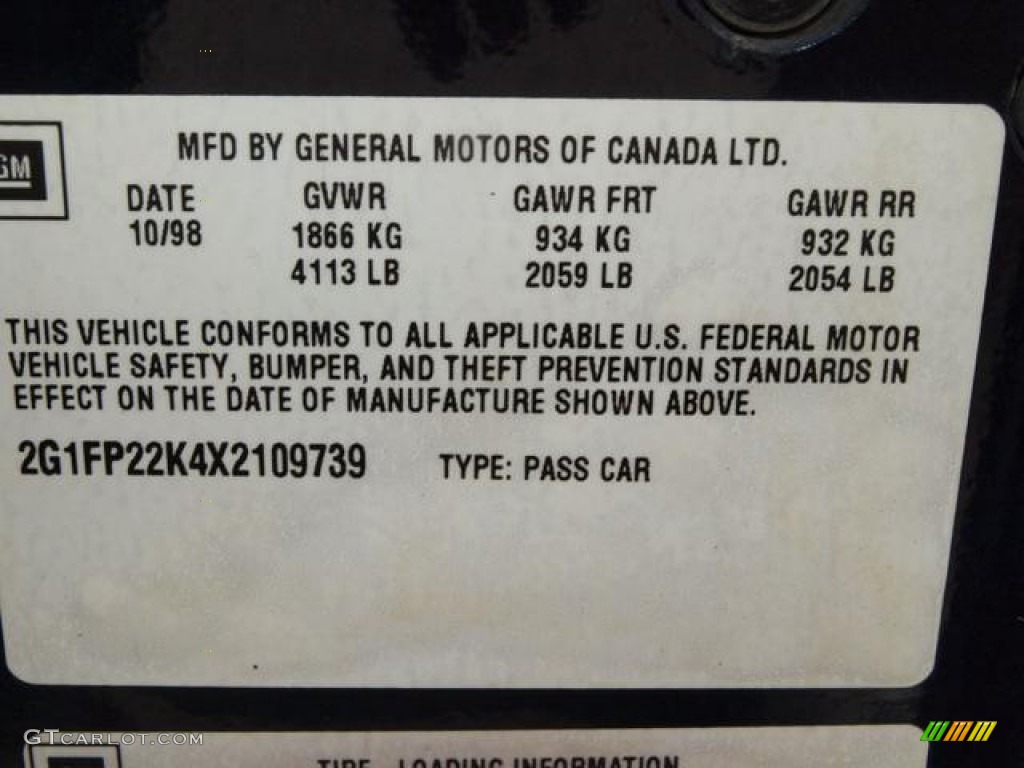 MFD BY GENERAL MOTORS OF CANADA LTD.
GM
DATE GVWR GAWR FRT GAWR RR
10/98 1866 KG 934 KG 932 KG
4113 LB 2059 LB 2054 LB
THIS VEHICLE CONFORMS TO ALL APPLICABLE U.S. FEDERAL MOTOR
VEHICLE SAFETY, BUMPER, AND THEFT PREVENTION STANDARDS IN
EFFECT ON THE DATE OF MANUFACTURE SHOWN ABOVE.
2G1FP22K4X2109739 TYPE: PASS CAR
GTCARLOT.COM
TIRE - LOADING INFORMATION